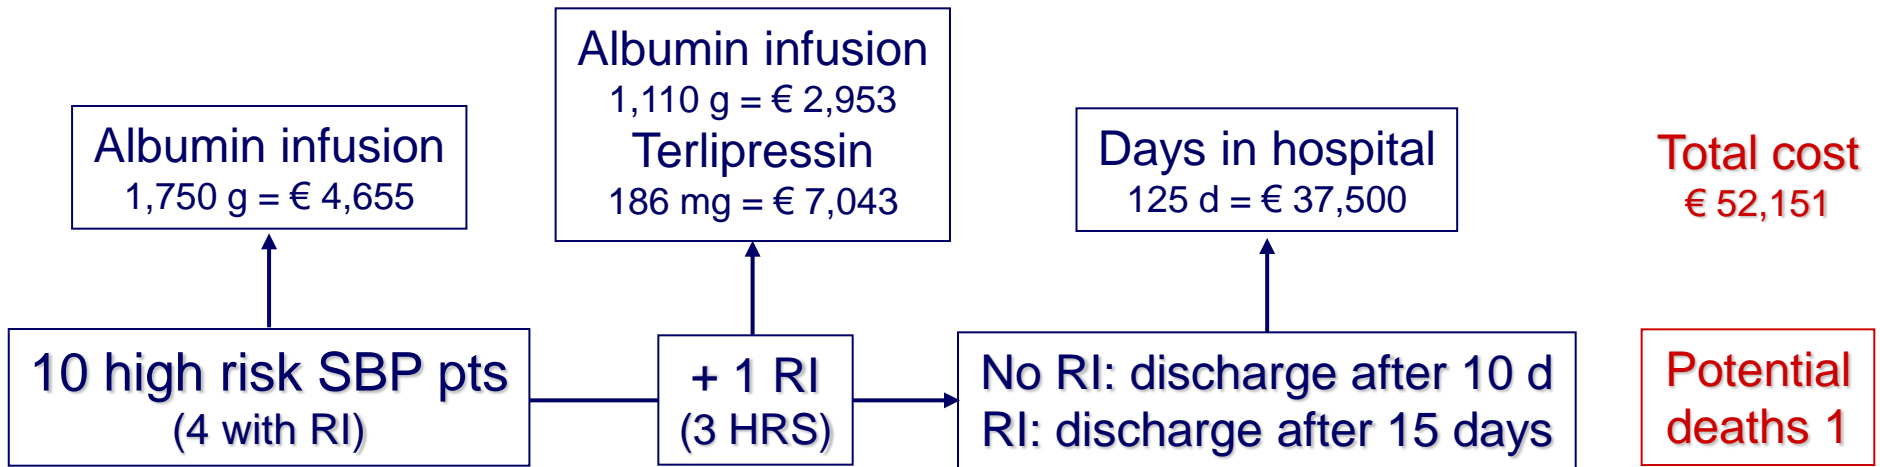 Albumin infusion
1,750 g = € 4,655
Albumin infusion
1,110 g = € 2,953
Terlipressin
186 mg = € 7,043
Days in hospital
125 d = € 37,500
Total cost
€ 52,151
10 high risk SBP pts
(4 with RI)
+ 1 RI
(3 HRS)
No RI: discharge after 10 d
RI: discharge after 15 days
Potential
deaths 1